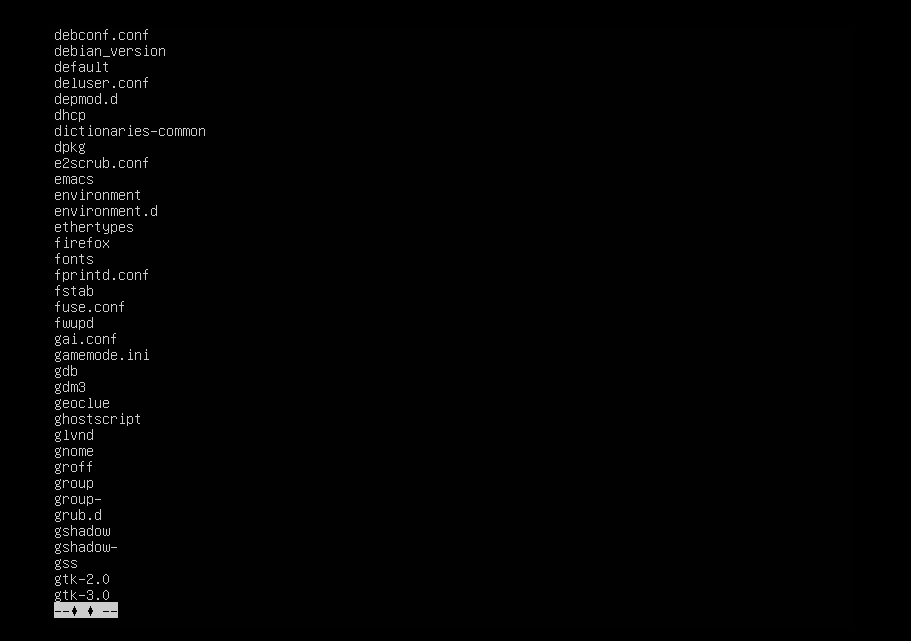 debconf.conf
debian_version
default
deluser.conf
depmod.d
dhcp
dictionaries-common
dpkg
e2scrub.conf
emacs
environment
environment.d
ethertypes
firefox
fonts
fprintd.conf
fstab
fuse.conf
fwupd
gai.conf
gamemode.ini
gdb
gdm3
geoclue
ghostscript
glvnd
gnome
groff
group
group-
grub.d
gshadow
gshadow-
gss
gtk-2.0
gtk-3.0
--♦ ♦ --